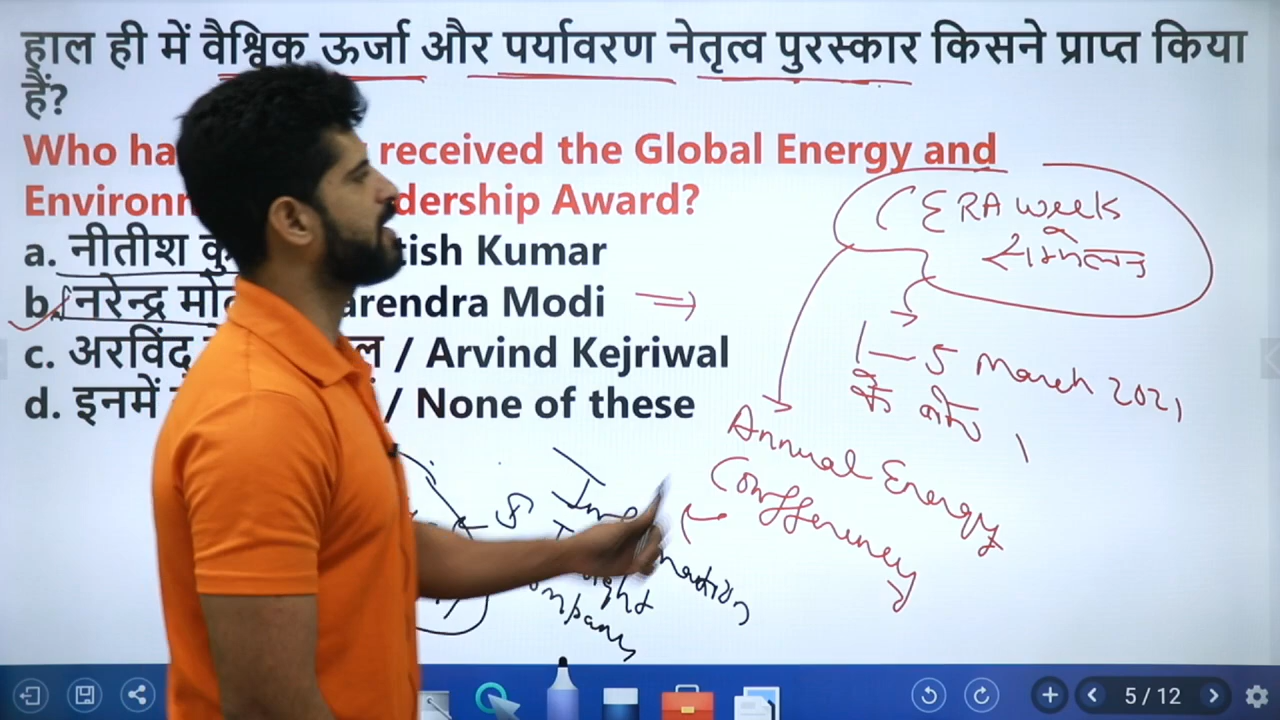 हाल ही में वैश्विक ऊर्जा और पर्यावरण नेतृत्व पुरस्कार किसने प्राप्त किया
हैं?
Who ha received the Global Energy and
Environm dership Award?
a. नीतीश कु tish Kumar
b. नरेन्द्र मो arendra Modi
c. अरविंद ल / Arvind Kejriwal
d. इनमें / None of these
CERA week
सम्मेलन
1 - 5 March 2021
के बीच ।
Annual Energy
Confferency
5 / 12